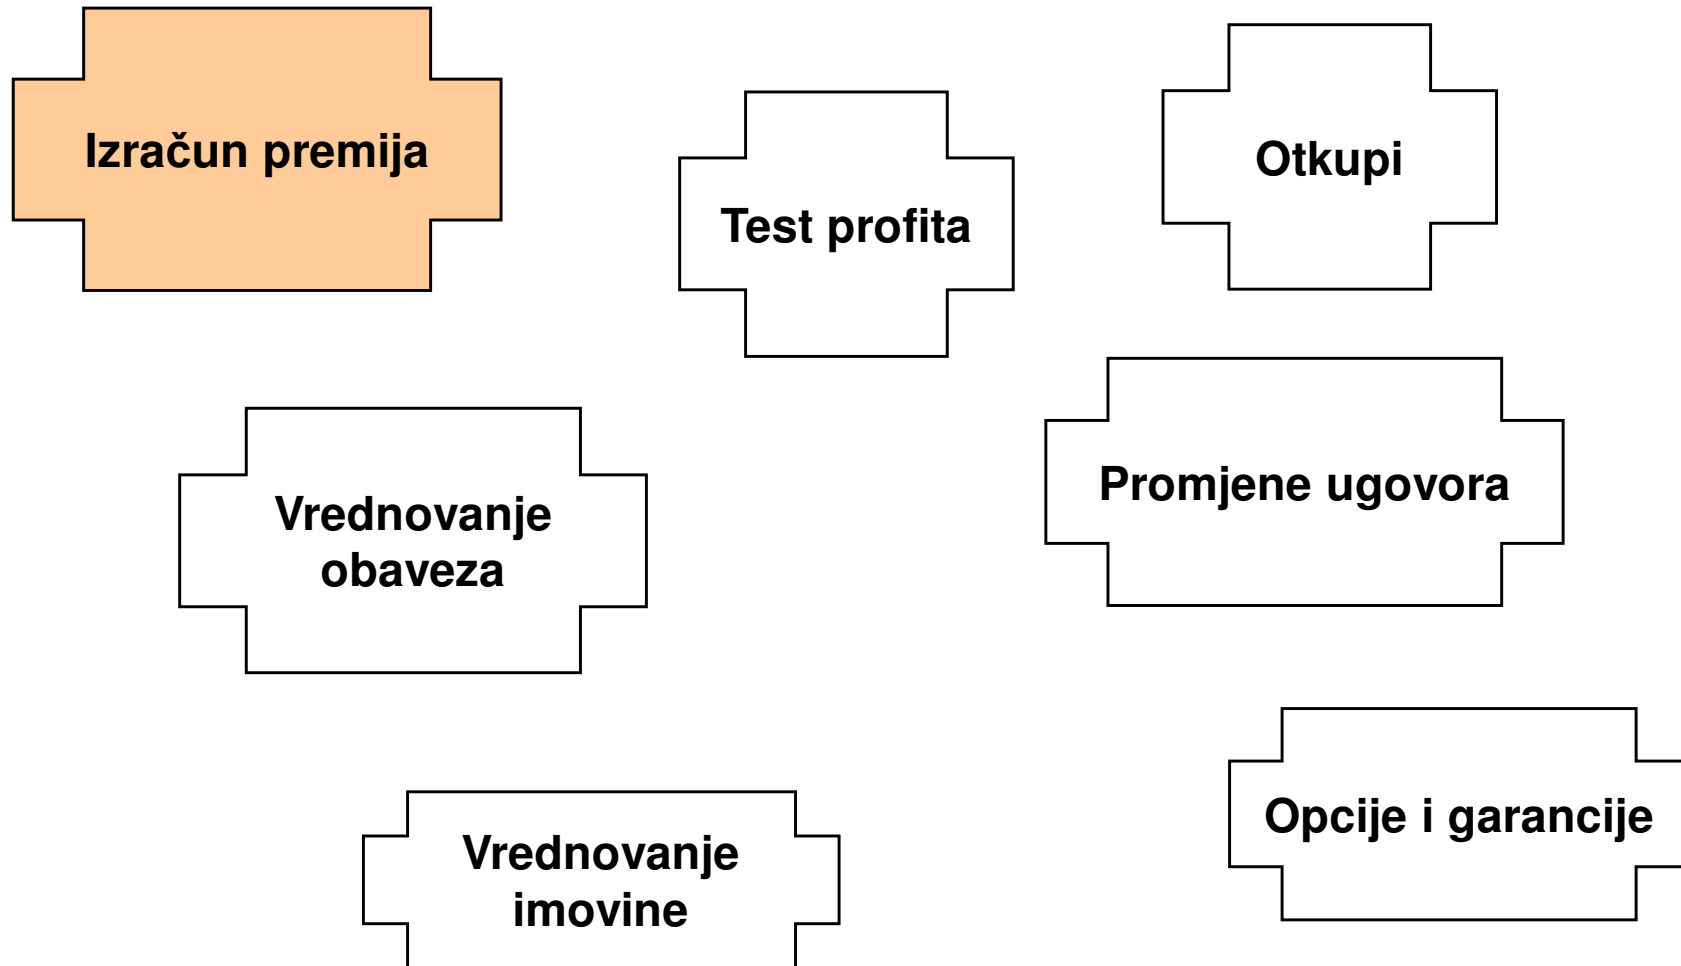 Izračun premija
Test profita
Otkupi
Vrednovanje
obaveza
Promjene ugovora
Vrednovanje
imovine
Opcije i garancije